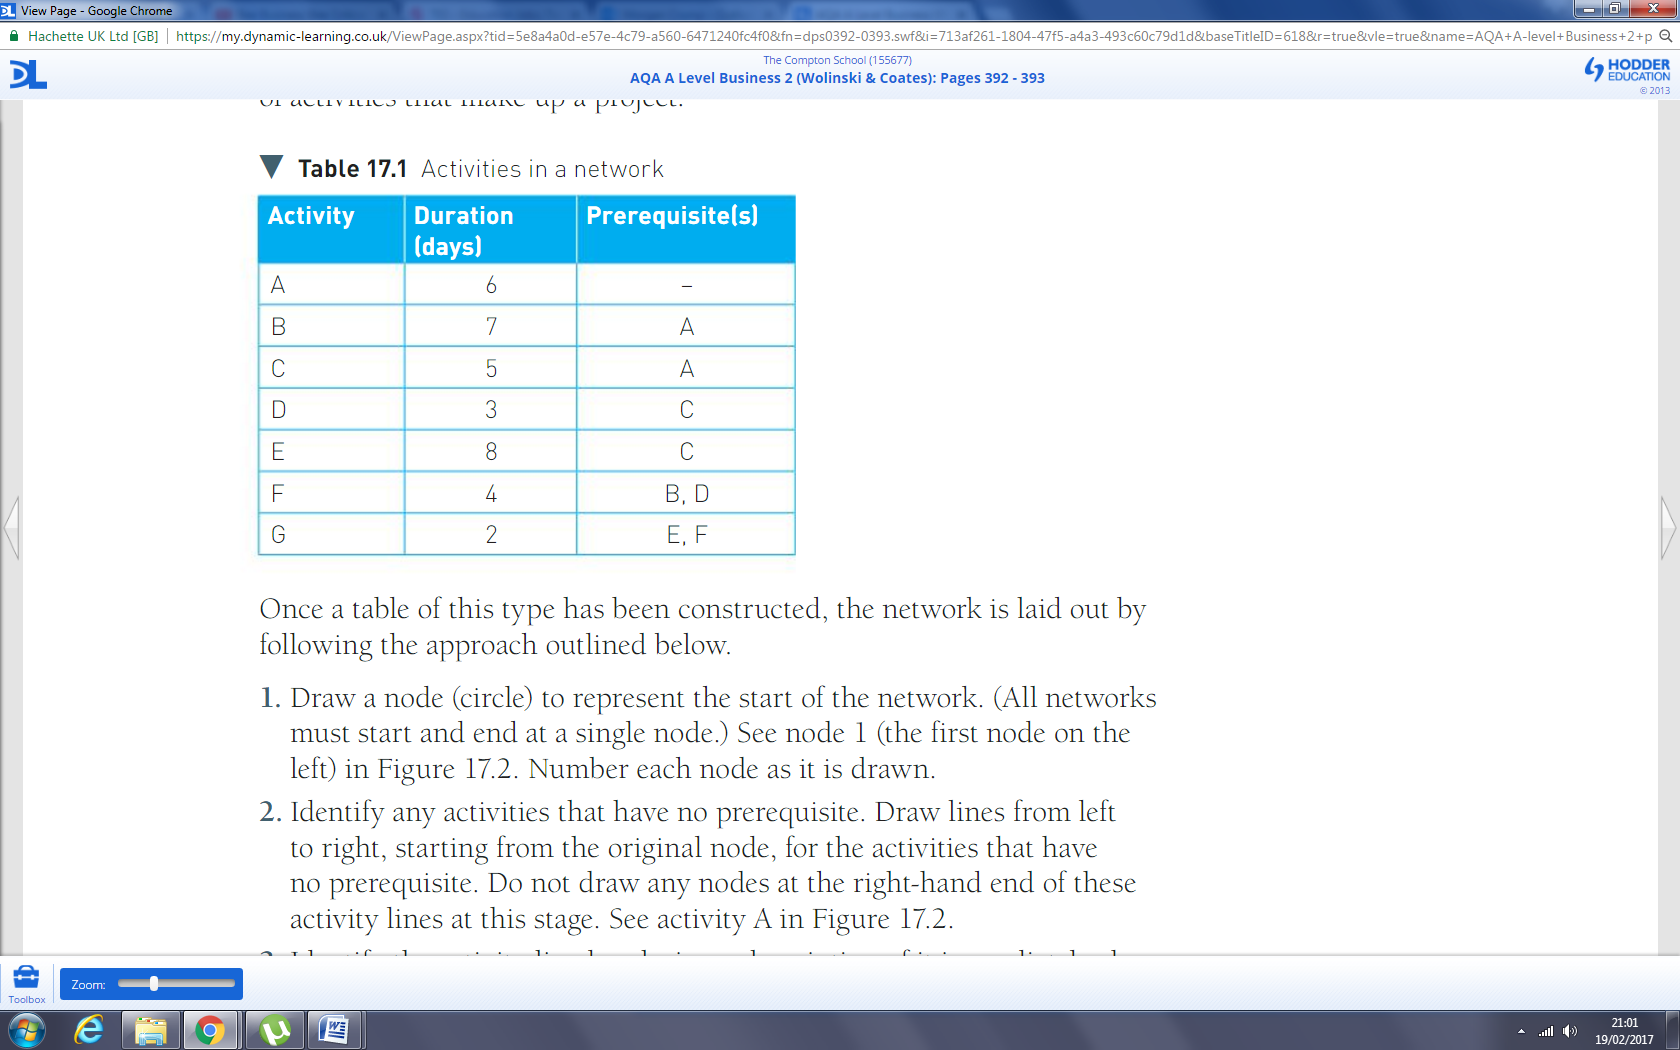 View Page - Google Chrome
Hachette UK Ltd [GB] https://my.dynamic-learning.co.uk/ViewPage.aspx?tid=5e8a4a0d-e57e-4c79-a560-6471240fc4f0&fn=dps0392-0393.swf&i=713af261-1804-47f5-a4a3-493c60c79d1d&baseTitleID=618&r=true&vle=true&name=AQA+A-level+Business+2+p
The Compton School (155677)
AQA A Level Business 2 (Wolinski & Coates): Pages 392 - 393
HODDER
EDUCATION
© 2013
of activities that make up a project.
Table 17.1 Activities in a network
Activity Duration (days) Prerequisite(s)
A 6 –
B 7 A
C 5 A
D 3 C
E 8 C
F 4 B, D
G 2 E, F
Once a table of this type has been constructed, the network is laid out by
following the approach outlined below.
1. Draw a node (circle) to represent the start of the network. (All networks
must start and end at a single node.) See node 1 (the first node on the
left) in Figure 17.2. Number each node as it is drawn.
2. Identify any activities that have no prerequisite. Draw lines from left
to right, starting from the original node, for the activities that have
no prerequisite. Do not draw any nodes at the right-hand end of these
activity lines at this stage. See activity A in Figure 17.2.
Toolbox
Zoom:
21:01
19/02/2017